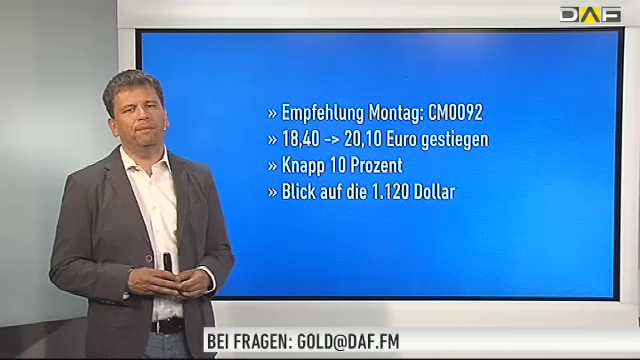 DAF
» Empfehlung Montag: CM0092
» 18,40 -> 20,10 Euro gestiegen
» Knapp 10 Prozent
» Blick auf die 1.120 Dollar
BEI FRAGEN: GOLD@DAF.FM